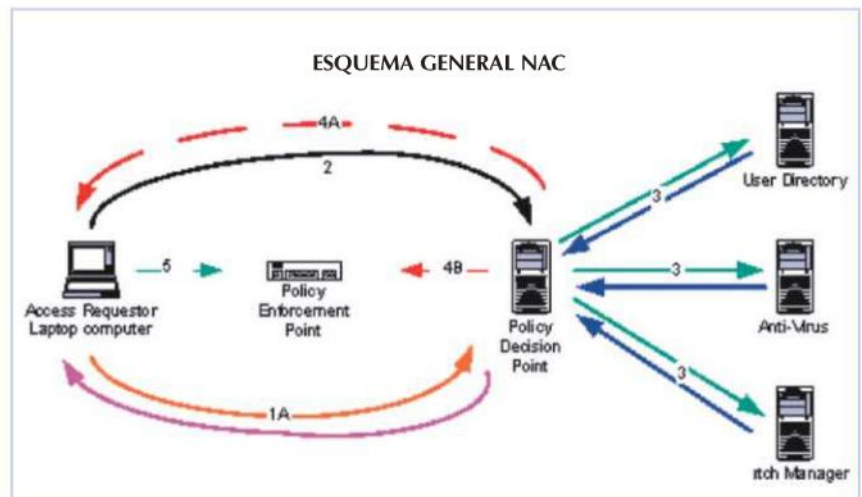 ESQUEMA GENERAL NAC
4A
2
3
User Directory
5
4B
3
Access Requestor
Laptop computer
Policy
Enforcement
Point
Policy
Decision
Point
Anti-Virus
3
1A
itch Manager